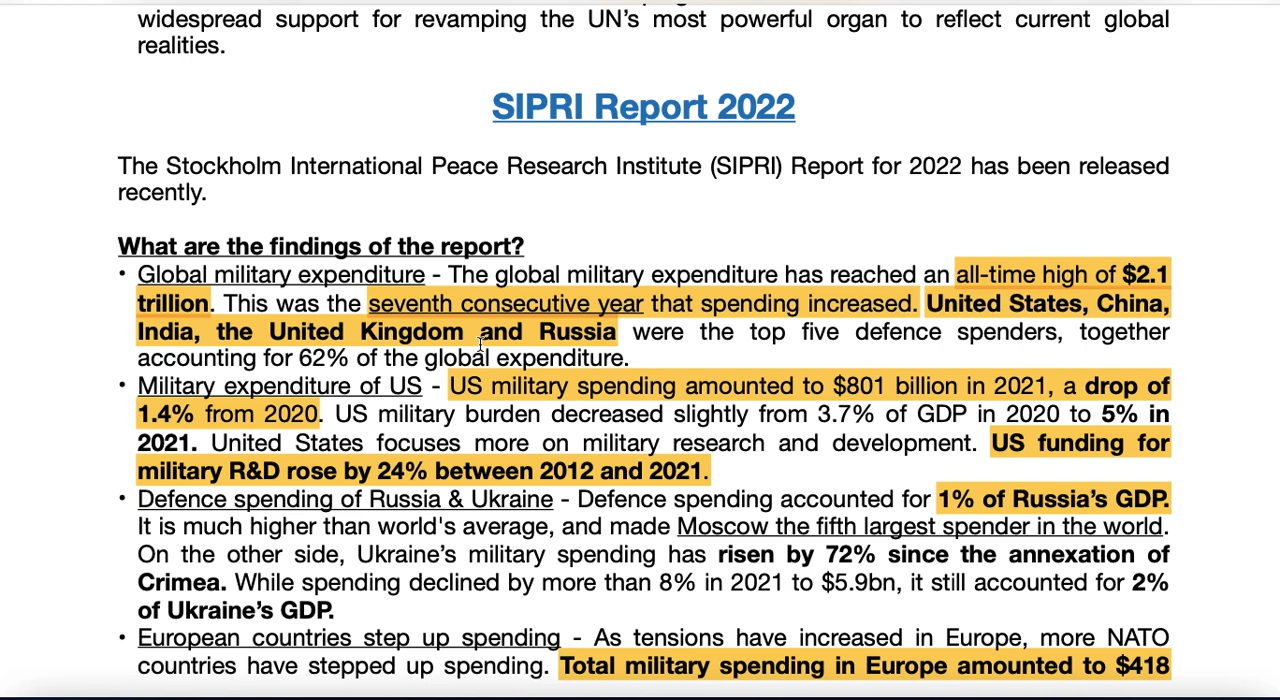 widespread support for revamping the UN’s most powerful organ to reflect current global
realities.
SIPRI Report 2022
The Stockholm International Peace Research Institute (SIPRI) Report for 2022 has been released
recently.
What are the findings of the report?
• Global military expenditure - The global military expenditure has reached an all-time high of $2.1
trillion. This was the seventh consecutive year that spending increased. United States, China,
India, the United Kingdom and Russia were the top five defence spenders, together
accounting for 62% of the global expenditure.
• Military expenditure of US - US military spending amounted to $801 billion in 2021, a drop of
1.4% from 2020. US military burden decreased slightly from 3.7% of GDP in 2020 to 5% in
2021. United States focuses more on military research and development. US funding for
military R&D rose by 24% between 2012 and 2021.
• Defence spending of Russia & Ukraine - Defence spending accounted for 1% of Russia’s GDP.
It is much higher than world's average, and made Moscow the fifth largest spender in the world.
On the other side, Ukraine’s military spending has risen by 72% since the annexation of
Crimea. While spending declined by more than 8% in 2021 to $5.9bn, it still accounted for 2%
of Ukraine’s GDP.
• European countries step up spending - As tensions have increased in Europe, more NATO
countries have stepped up spending. Total military spending in Europe amounted to $418